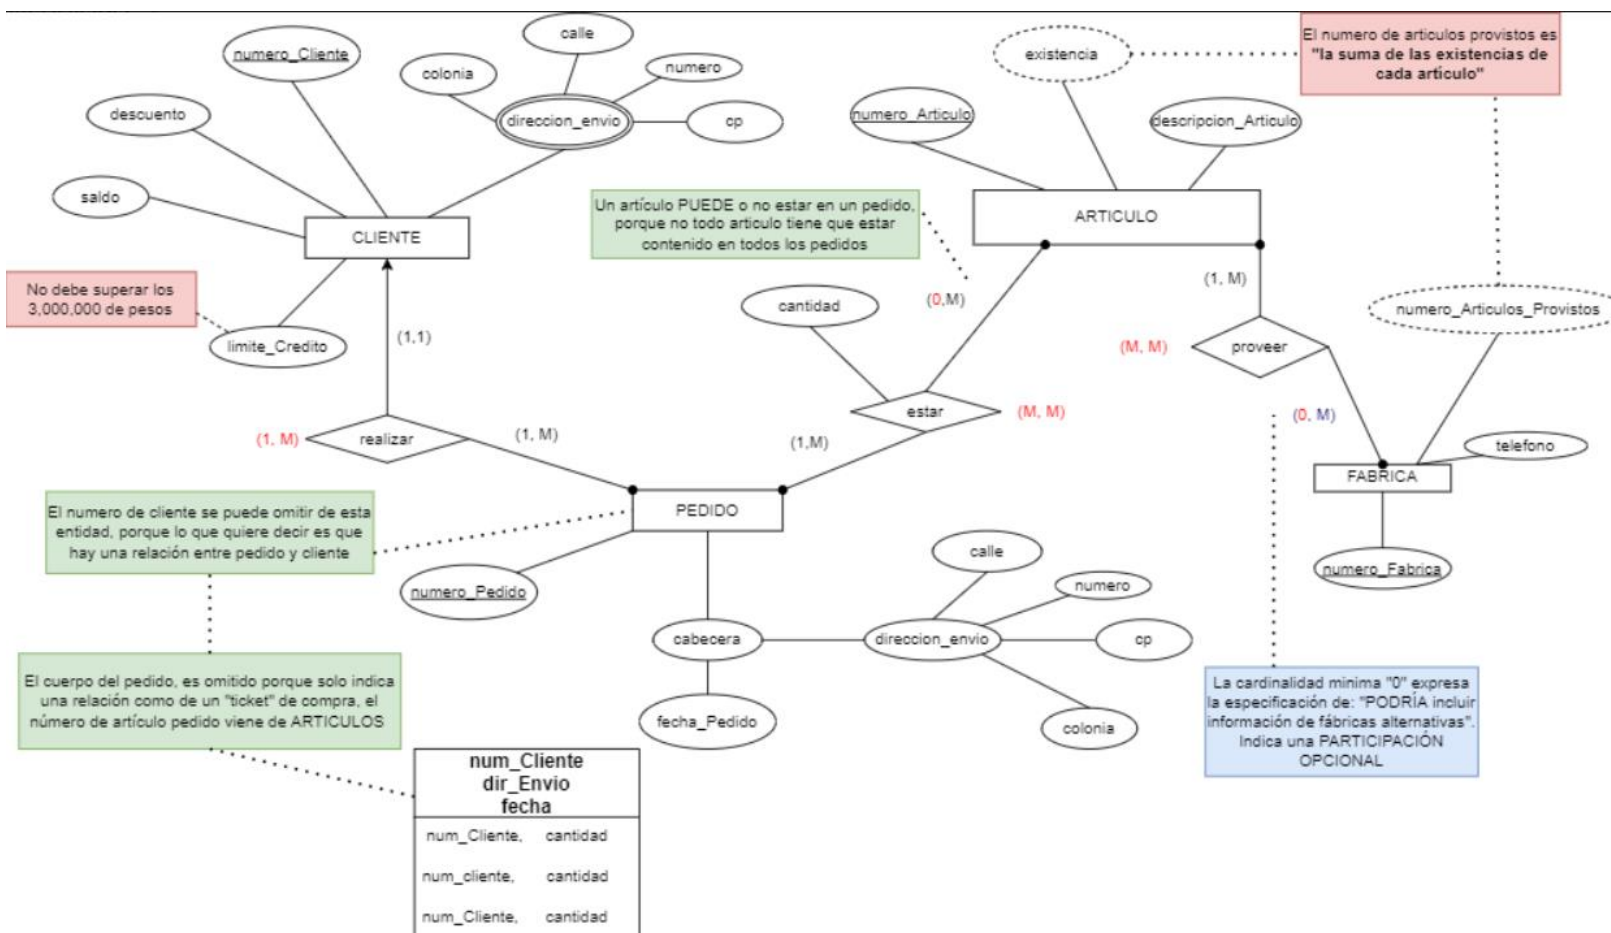 numero_Cliente
calle
colonia
numero
descuento
direccion_envio
cp
saldo
CLIENTE
No debe superar los
3,000,000 de pesos
limite_Credito
(1,1)
(1, M)
realizar
(1, M)
existencia
El numero de articulos provistos es
"la suma de las existencias de
cada artículo"
numero_Articulo
descripcion_Articulo
Un artículo PUEDE o no estar en un pedido,
porque no todo articulo tiene que estar
contenido en todos los pedidos
ARTICULO
(0,M)
(1, M)
cantidad
numero_Articulos_Provistos
(M, M)
proveer
estar
(M, M)
(0, M)
(1,M)
telefono
FABRICA
numero_Fabrica
El numero de cliente se puede omitir de esta
entidad, porque lo que quiere decir es que
hay una relación entre pedido y cliente
PEDIDO
numero_Pedido
calle
numero
cabecera
direccion_envio
cp
fecha_Pedido
colonia
El cuerpo del pedido, es omitido porque solo indica
una relación como de un "ticket" de compra, el
número de artículo pedido viene de ARTICULOS
La cardinalidad minima "0" expresa
la especificación de: "PODRÍA incluir
información de fábricas alternativas".
Indica una PARTICIPACIÓN
OPCIONAL
num_Cliente
dir_Envio
fecha
num_Cliente, cantidad
num_cliente, cantidad
num_Cliente, cantidad